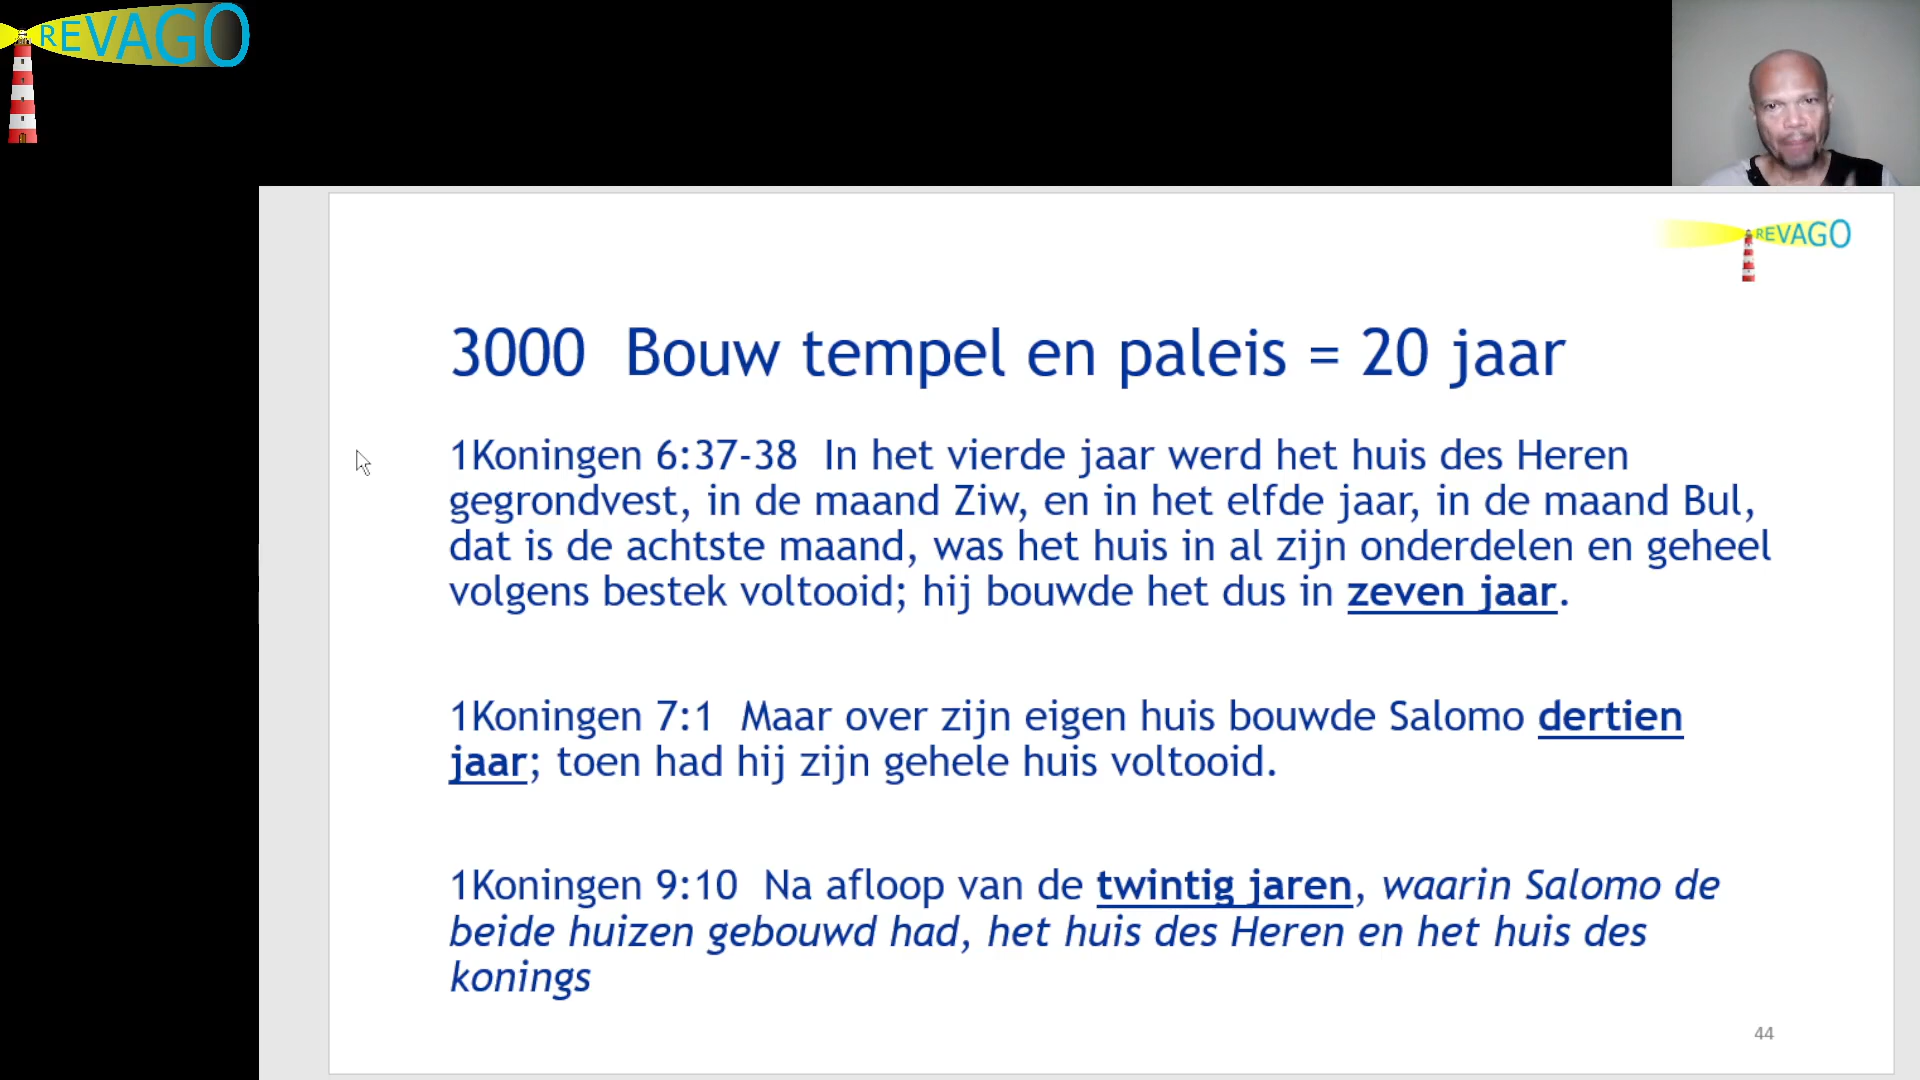 REVAGO
REVAGO
3000 Bouw tempel en paleis = 20 jaar
1Koningen 6:37-38 In het vierde jaar werd het huis des Heren
gegrondvest, in de maand Ziw, en in het elfde jaar, in de maand Bul,
dat is de achtste maand, was het huis in al zijn onderdelen en geheel
volgens bestek voltooid; hij bouwde het dus in zeven jaar.
1Koningen 7:1 Maar over zijn eigen huis bouwde Salomo dertien
jaar; toen had hij zijn gehele huis voltooid.
1Koningen 9:10 Na afloop van de twintig jaren, waarin Salomo de
beide huizen gebouwd had, het huis des Heren en het huis des
konings
44